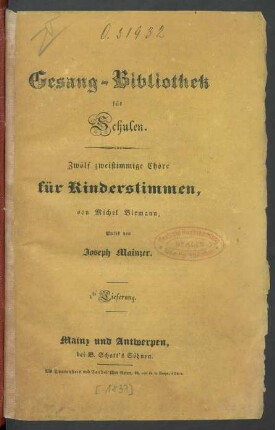 O. 31932
Gesang-Bibliothek
für
Schulen.
Zwölf zweistimmige Chöre
für Kinderstimmen,
von Michel Biemann,
Musik von
Joseph Mainzer.
1te Lieferung.
Mainz und Antwerpen,
bei B. Schott's Söhnen.
[1837]